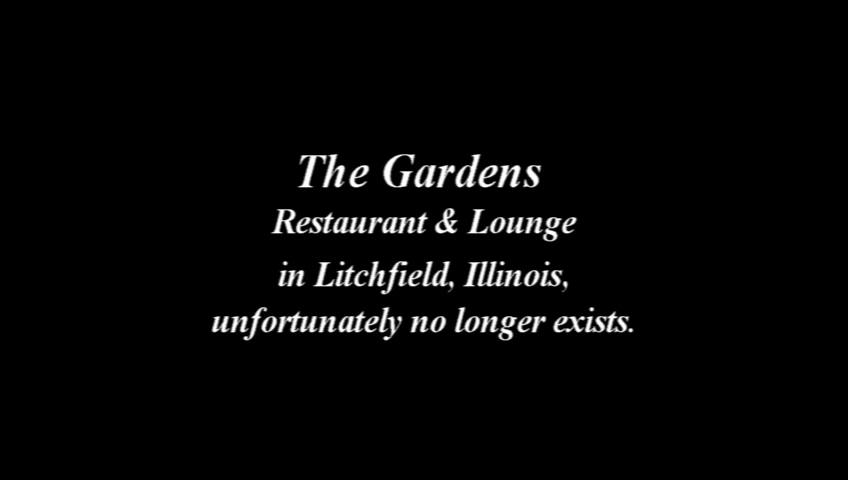 The Gardens
Restaurant & Lounge
in Litchfield, Illinois,
unfortunately no longer exists.